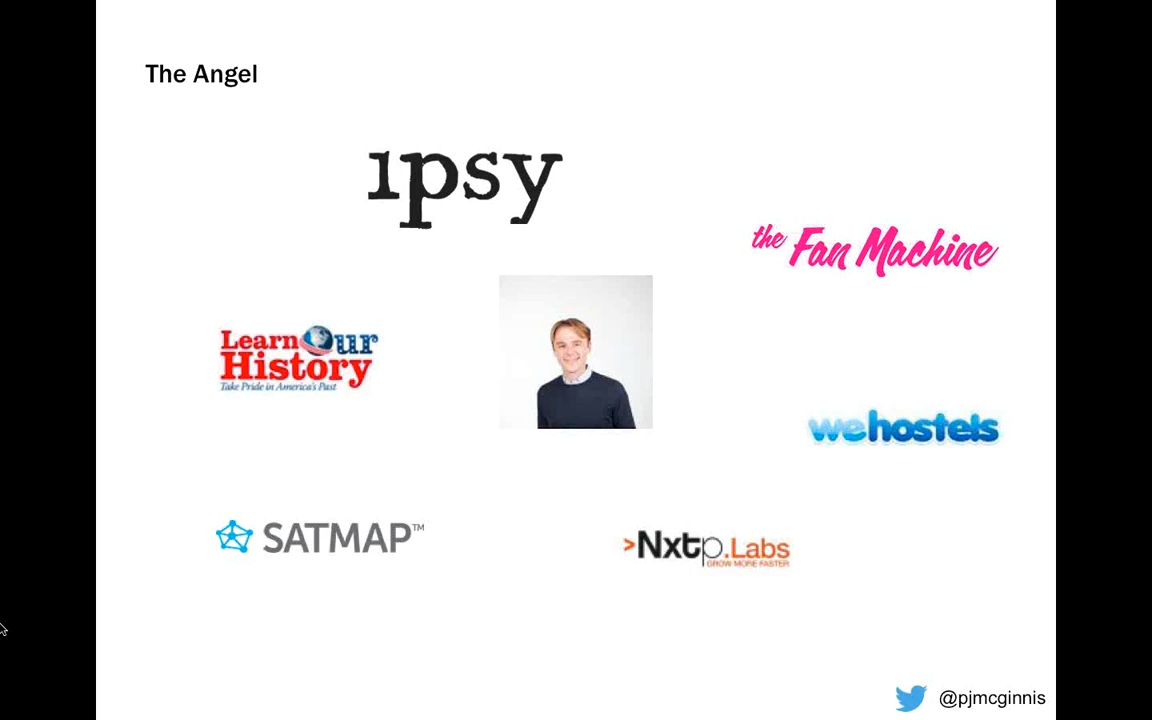 The Angel
ipsy
the Fan Machine
Learn Our
History
Take Pride in America's Past
wehostels
SATMAP™
>Nxtp.Labs
GROW MORE FASTER
@pjmcginnis